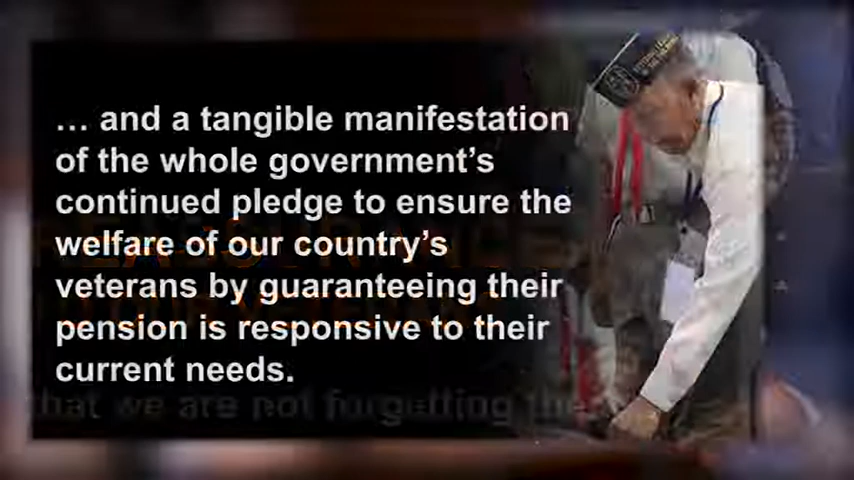 … and a tangible manifestation
of the whole government’s
continued pledge to ensure the
welfare of our country’s
veterans by guaranteeing their
pension is responsive to their
current needs.
that we are not forgetting the